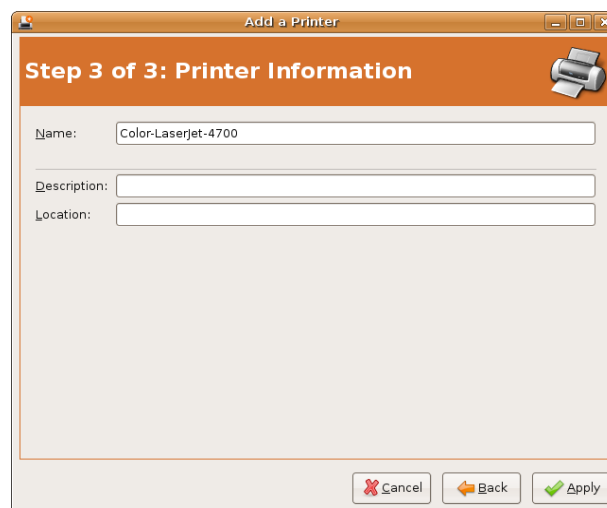 Add a Printer
Step 3 of 3: Printer Information
Name: Color-LaserJet-4700
Description:
Location:
Cancel Back Apply